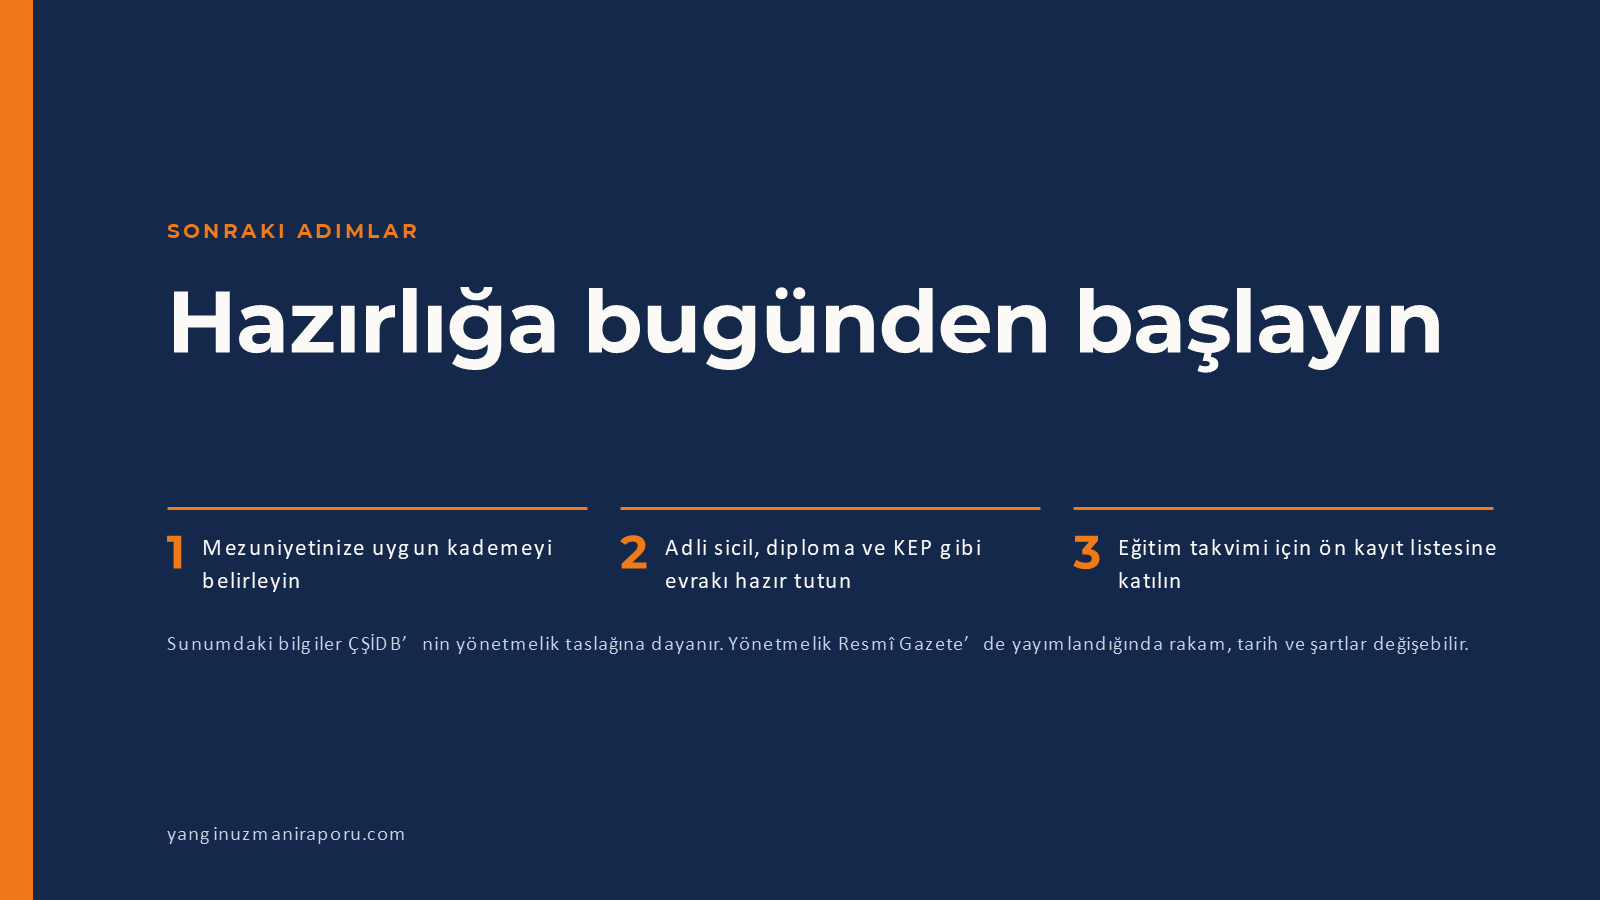 SONRAKI ADIMLAR
Hazırlığa bugünden başlayın
1 Mezuniyetinize uygun kademeyi
belirleyin
2 Adli sicil, diploma ve KEP gibi
evrakı hazır tutun
3 Eğitim takvimi için ön kayıt listesine
katılın
Sunumdaki bilgiler ÇŞİDB’nin yönetmelik taslağına dayanır. Yönetmelik Resmî Gazete’de yayımlandığında rakam, tarih ve şartlar değişebilir.
yanginuzmaniraporu.com